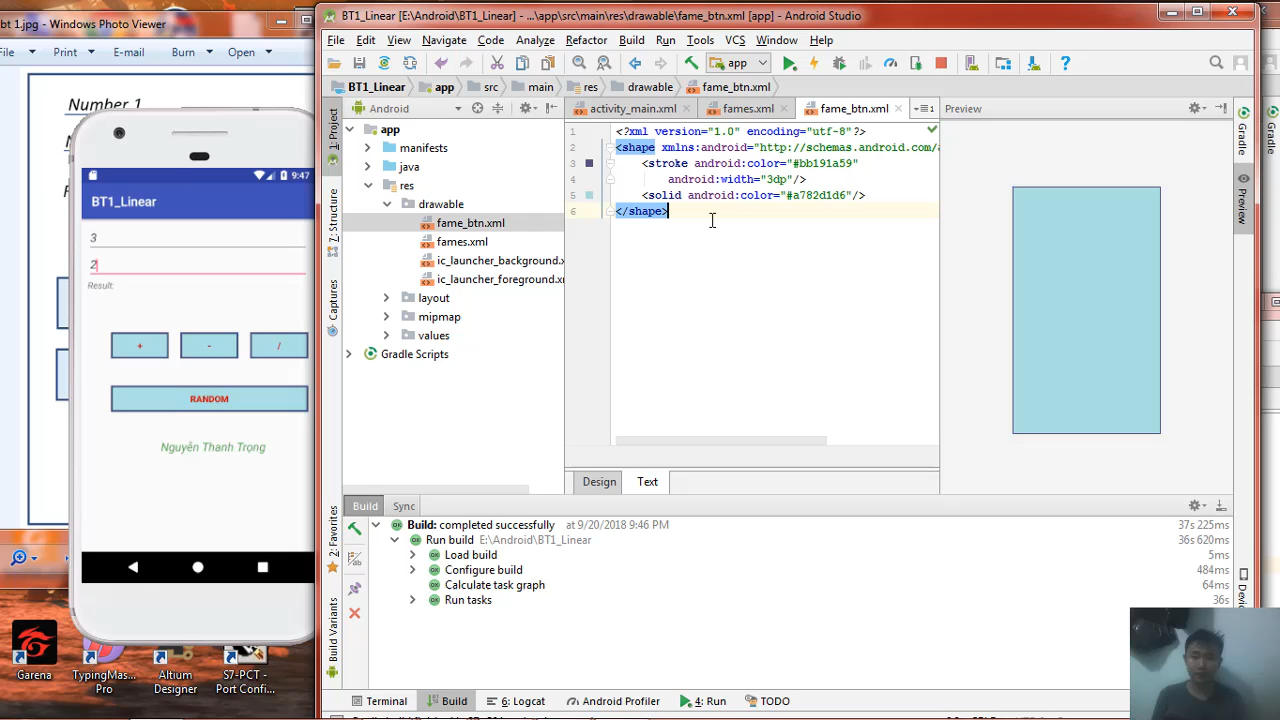 bt 1.jpg - Windows Photo Viewer
File Print E-mail Burn Open
Number 1
9:47
BT1_Linear
3
2
Result:
+ - /
RANDOM
Nguyễn Thanh Trọng
Garena
TypingMas... Pro
Altium Designer
S7-PCT - Port Confi...
BT1_Linear [E:\Android\BT1_Linear] - ...\app\src\main\res\drawable\fame_btn.xml [app] - Android Studio
File Edit View Navigate Code Analyze Refactor Build Run Tools VCS Window Help
app
BT1_Linear app src main res drawable fame_btn.xml
Android
activity_main.xml fames.xml fame_btn.xml Preview
1: Project
7: Structure
Captures
2: Favorites
Build Variants
app
manifests
java
res
drawable
fame_btn.xml
fames.xml
ic_launcher_background.x
ic_launcher_foreground.xm
layout
mipmap
values
Gradle Scripts
1 <?xml version="1.0" encoding="utf-8"?>
2 <shape xmlns:android="http://schemas.android.com/a
3 <stroke android:color="#bb191a59"
4 android:width="3dp"/>
5 <solid android:color="#a782d1d6"/>
6 </shape>
Design Text
Gradle
Preview
Build Sync
Build: completed successfully at 9/20/2018 9:46 PM 37s 225ms
Run build E:\Android\BT1_Linear 36s 620ms
Load build 5ms
Configure build 484ms
Calculate task graph 64ms
Run tasks 36s
Terminal Build 6: Logcat Android Profiler 4: Run TODO